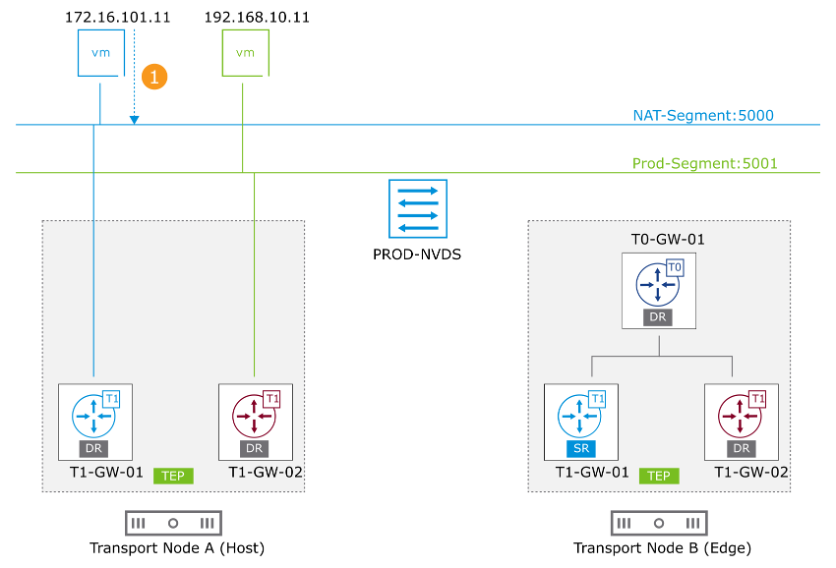 172.16.101.11
192.168.10.11
vm
vm
1
NAT-Segment:5000
Prod-Segment:5001
PROD-NVDS
T0-GW-01
T0
DR
T1
DR
T1-GW-01
TEP
T1
DR
T1-GW-02
T1
SR
T1-GW-01
TEP
T1
DR
T1-GW-02
Transport Node A (Host)
Transport Node B (Edge)